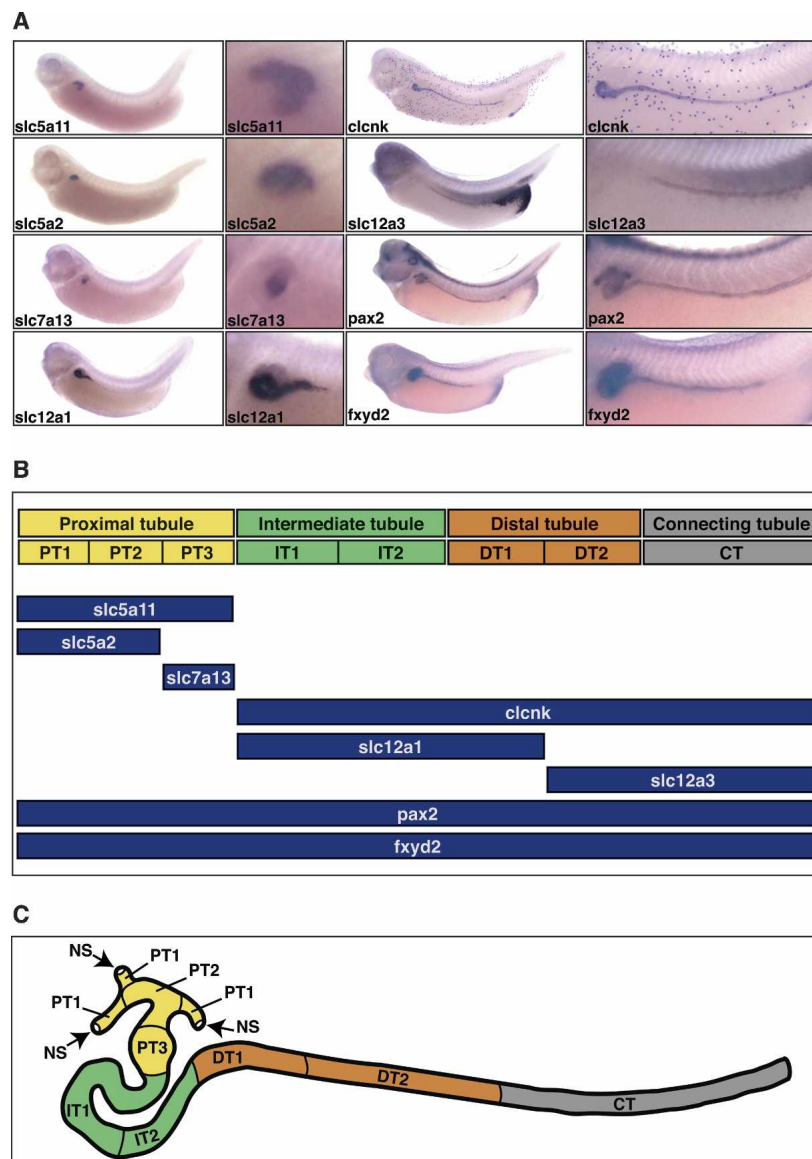 A
slc5a11 slc5a11 clcnk clcnk
slc5a2 slc5a2 slc12a3 slc12a3
slc7a13 slc7a13 pax2 pax2
slc12a1 slc12a1 fxyd2 fxyd2
B
Proximal tubule Intermediate tubule Distal tubule Connecting tubule
PT1 PT2 PT3 IT1 IT2 DT1 DT2 CT
slc5a11
slc5a2
slc7a13
clcnk
slc12a1
slc12a3
pax2
fxyd2
C
NS PT1
PT2
PT1 PT1
NS NS
PT3
DT1
DT2
IT1 CT
IT2